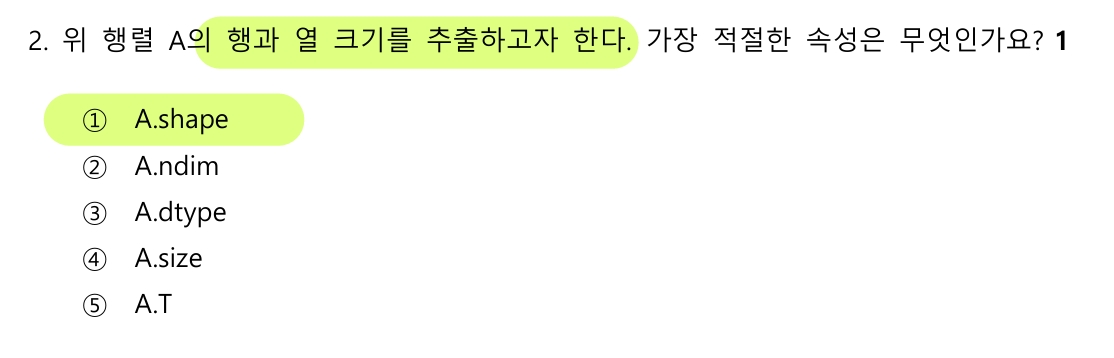 2. 위 행렬 A의 행과 열 크기를 추출하고자 한다. 가장 적절한 속성은 무엇인가요? 1
① A.shape
② A.ndim
③ A.dtype
④ A.size
⑤ A.T